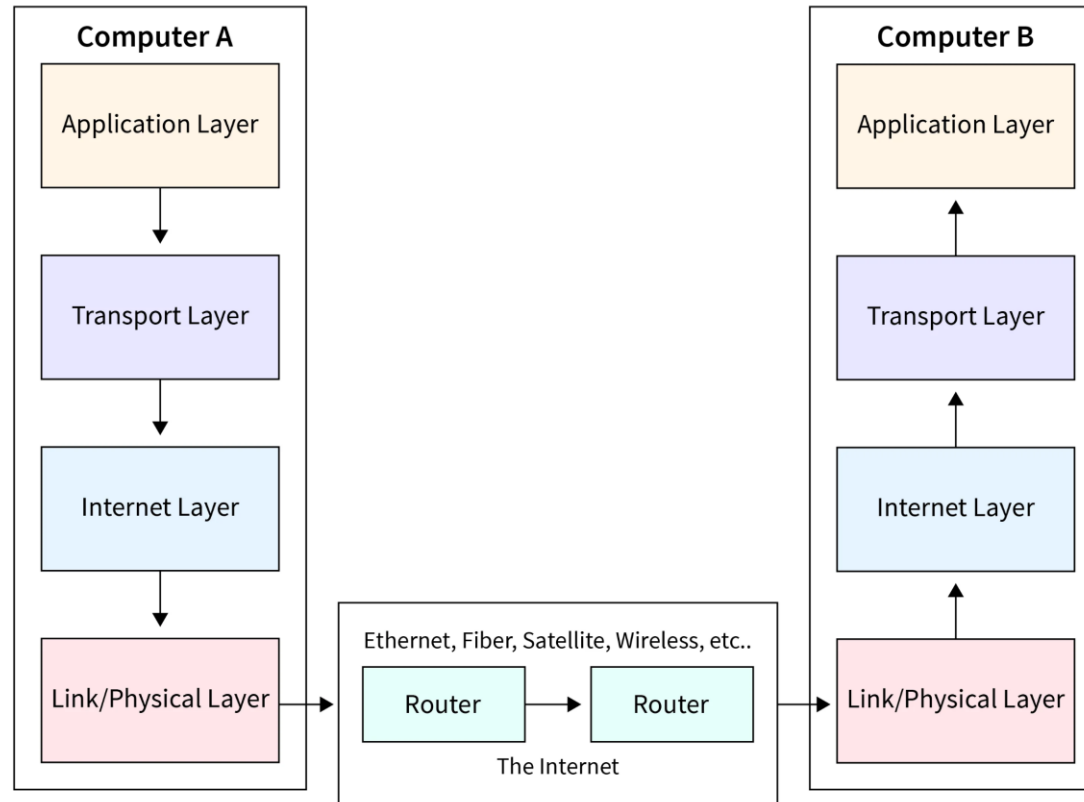 Computer A
Application Layer
Transport Layer
Internet Layer
Link/Physical Layer
Ethernet, Fiber, Satellite, Wireless, etc..
Router
Router
The Internet
Computer B
Application Layer
Transport Layer
Internet Layer
Link/Physical Layer